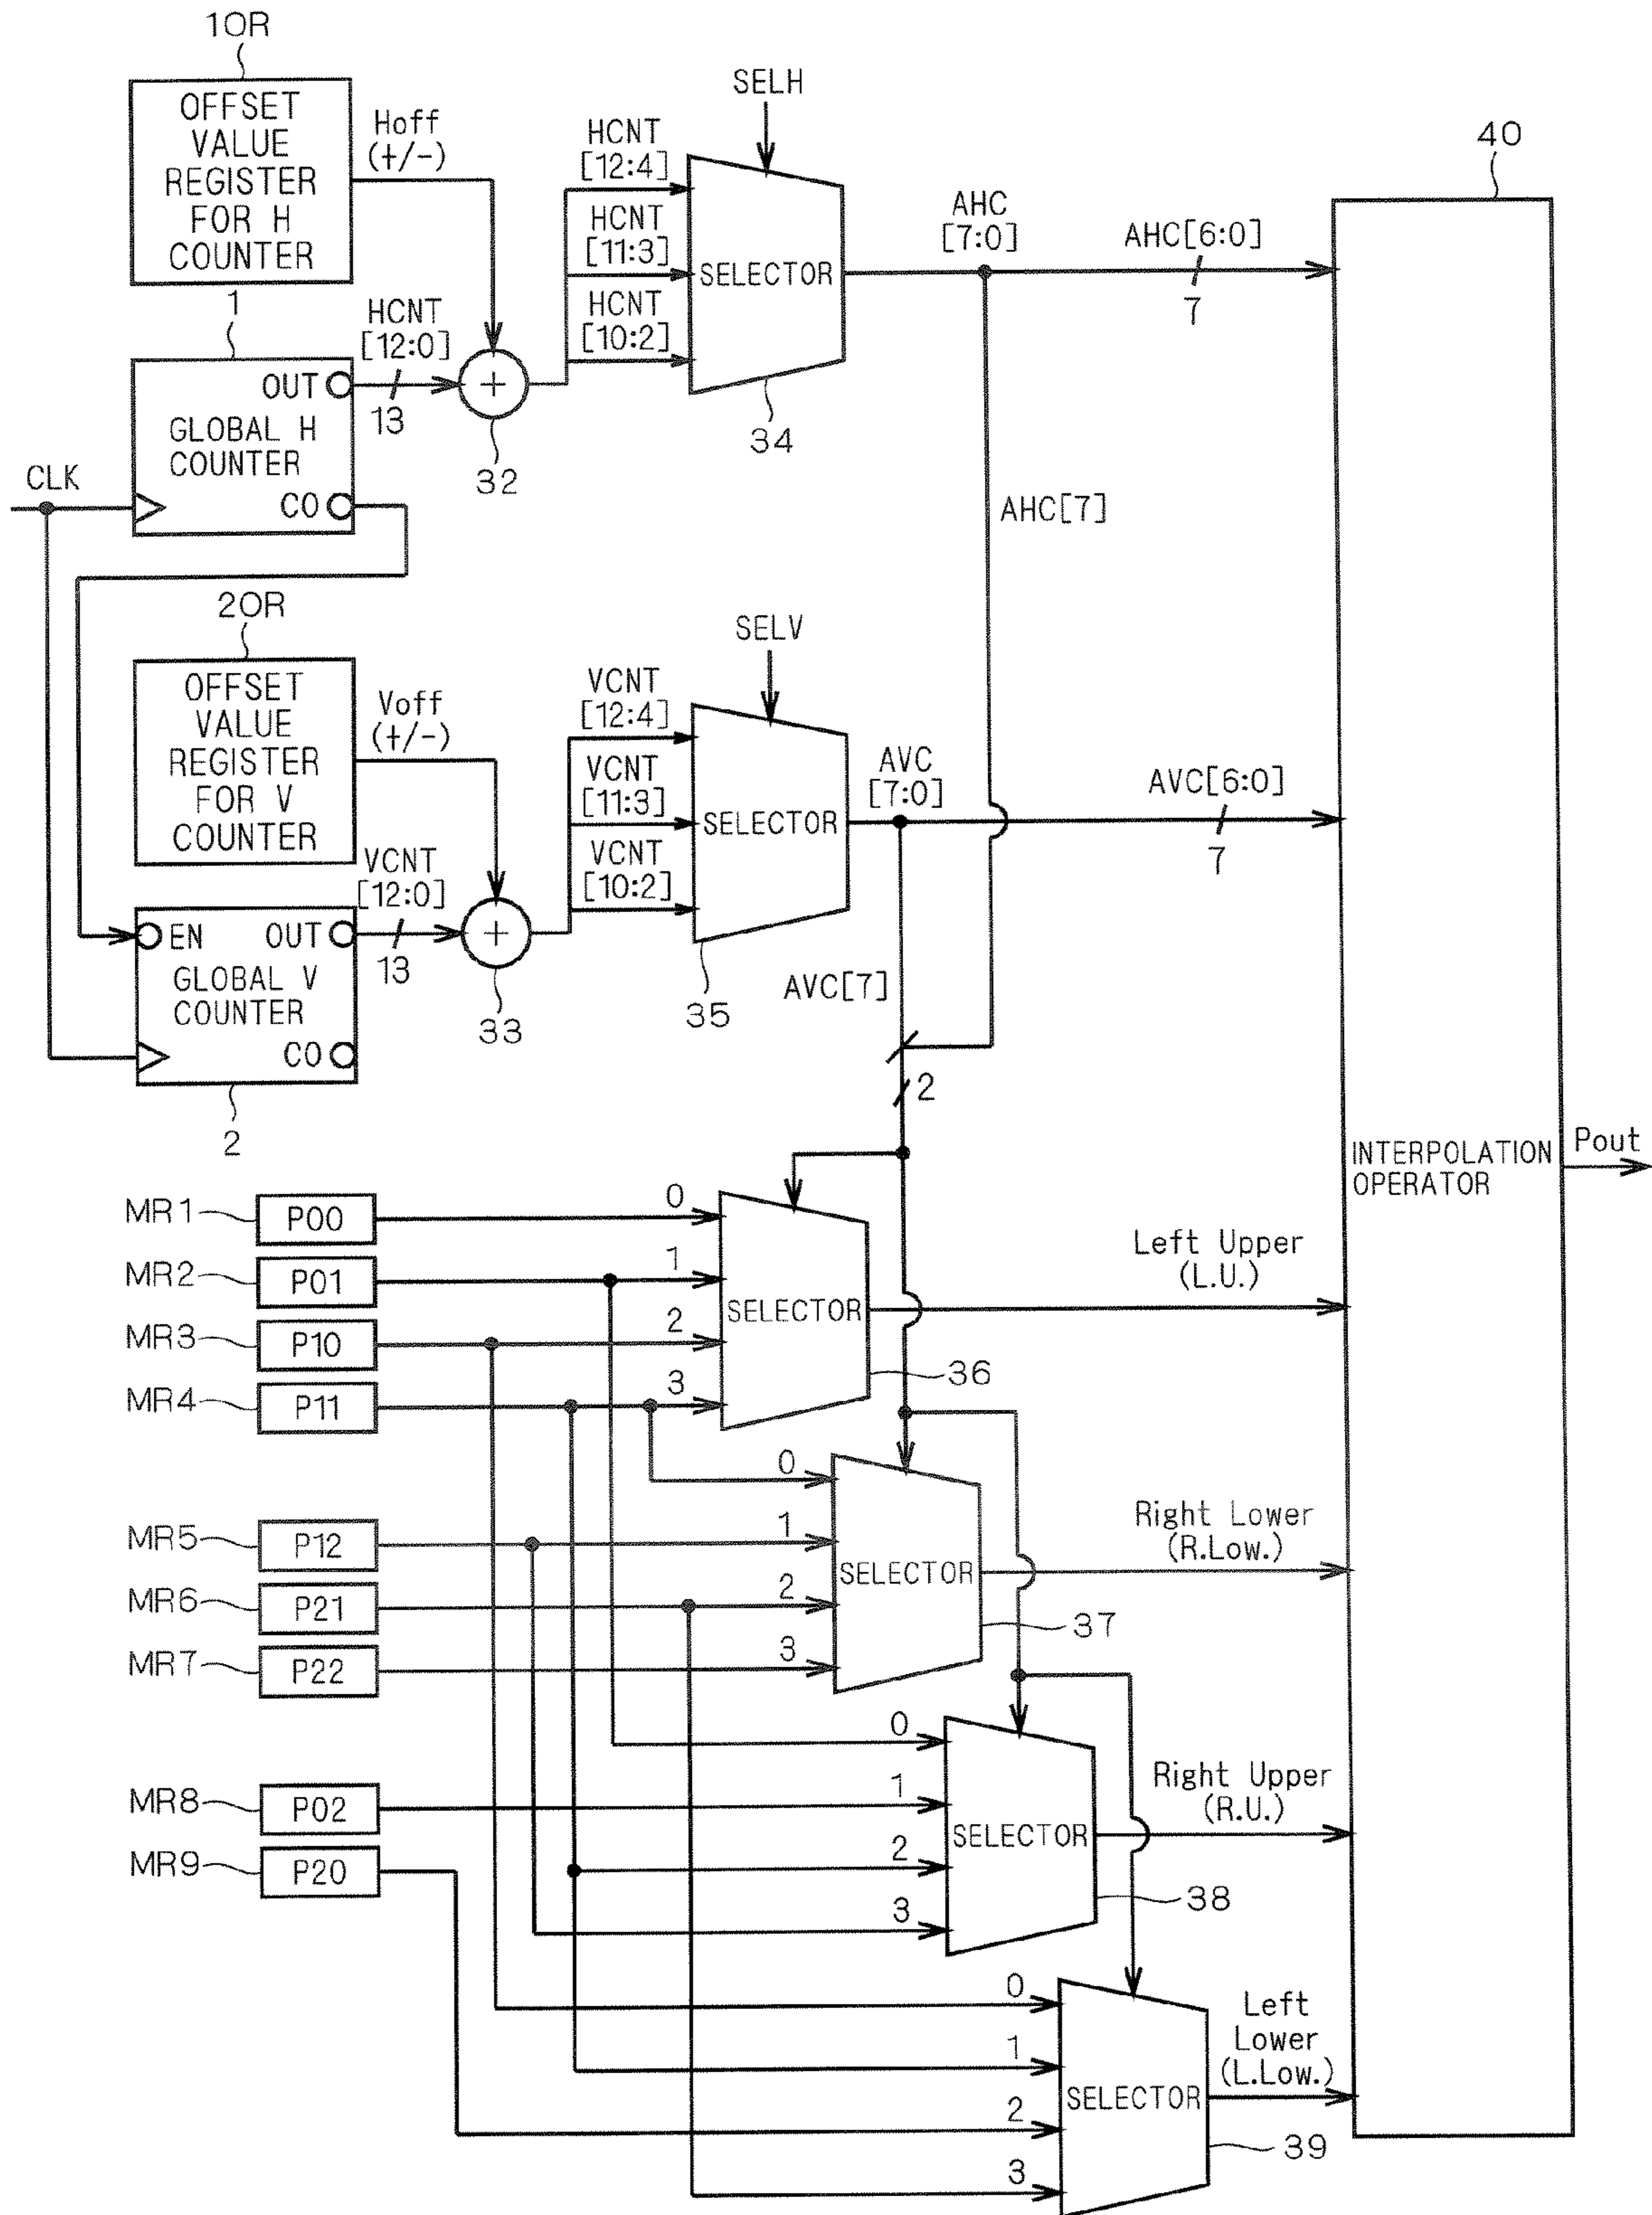 10R
OFFSET
VALUE
REGISTER
FOR H
COUNTER
Hoff
(+/-)
SELH
HCNT
[12:4]
HCNT
[11:3]
HCNT
[10:2]
SELECTOR
34
AHC
[7:0]
AHC[6:0]
7
40
1
HCNT
[12:0]
OUT
13
GLOBAL H
COUNTER
CO
32
CLK
AHC[7]
20R
OFFSET
VALUE
REGISTER
FOR V
COUNTER
Voff
(+/-)
SELV
VCNT
[12:4]
VCNT
[11:3]
VCNT
[10:2]
SELECTOR
35
AVC
[7:0]
AVC[6:0]
7
VCNT
[12:0]
EN
OUT
13
GLOBAL V
COUNTER
CO
33
2
AVC[7]
2
INTERPOLATION
OPERATOR
Pout
MR1
P00
0
MR2
P01
1
MR3
P10
2
MR4
P11
3
SELECTOR
36
Left Upper
(L.U.)
0
MR5
P12
1
MR6
P21
2
MR7
P22
3
SELECTOR
37
Right Lower
(R.Low.)
0
MR8
P02
1
MR9
P20
2
3
SELECTOR
38
Right Upper
(R.U.)
0
1
2
3
SELECTOR
39
Left
Lower
(L.Low.)